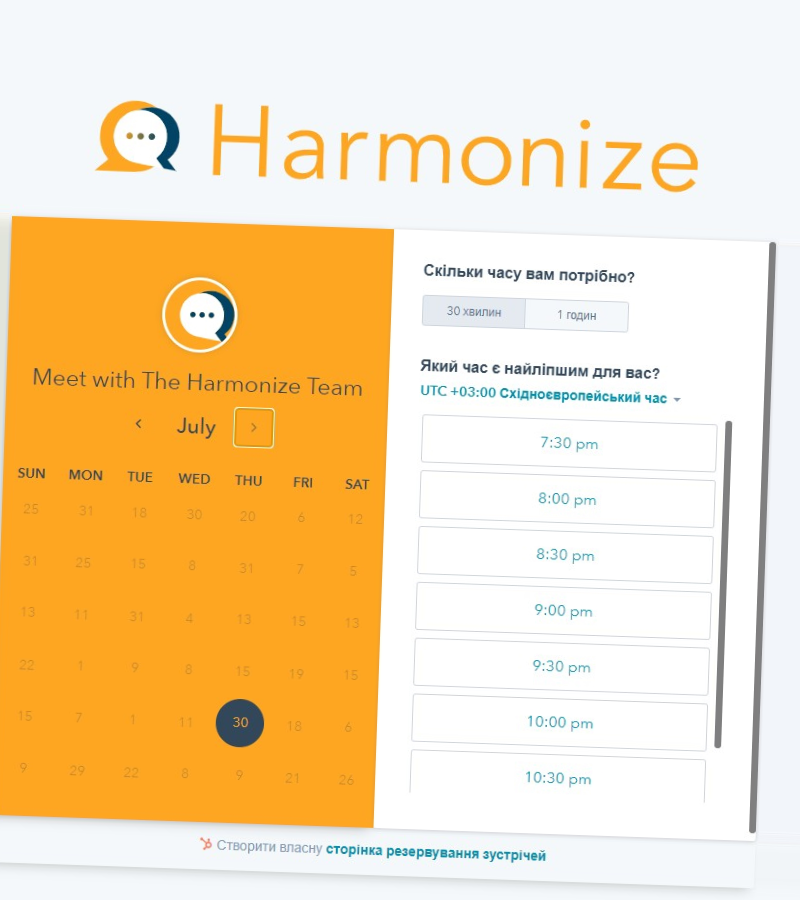 Harmonize
Meet with The Harmonize Team
July
SUN MON TUE WED THU FRI SAT
25 31 18 30 20 6 12
31 25 15 8 31 7 5
13 11 31 4 13 15 13
22 1 9 8 15 19 15
15 7 1 11 30 18 6
9 29 22 8 9 21 26
Скільки часу вам потрібно?
30 хвилин 1 годин
Який час є найліпшим для вас?
UTC +03:00 Східноєвропейський час
7:30 pm
8:00 pm
8:30 pm
9:00 pm
9:30 pm
10:00 pm
10:30 pm
Створити власну сторінка резервування зустрічей